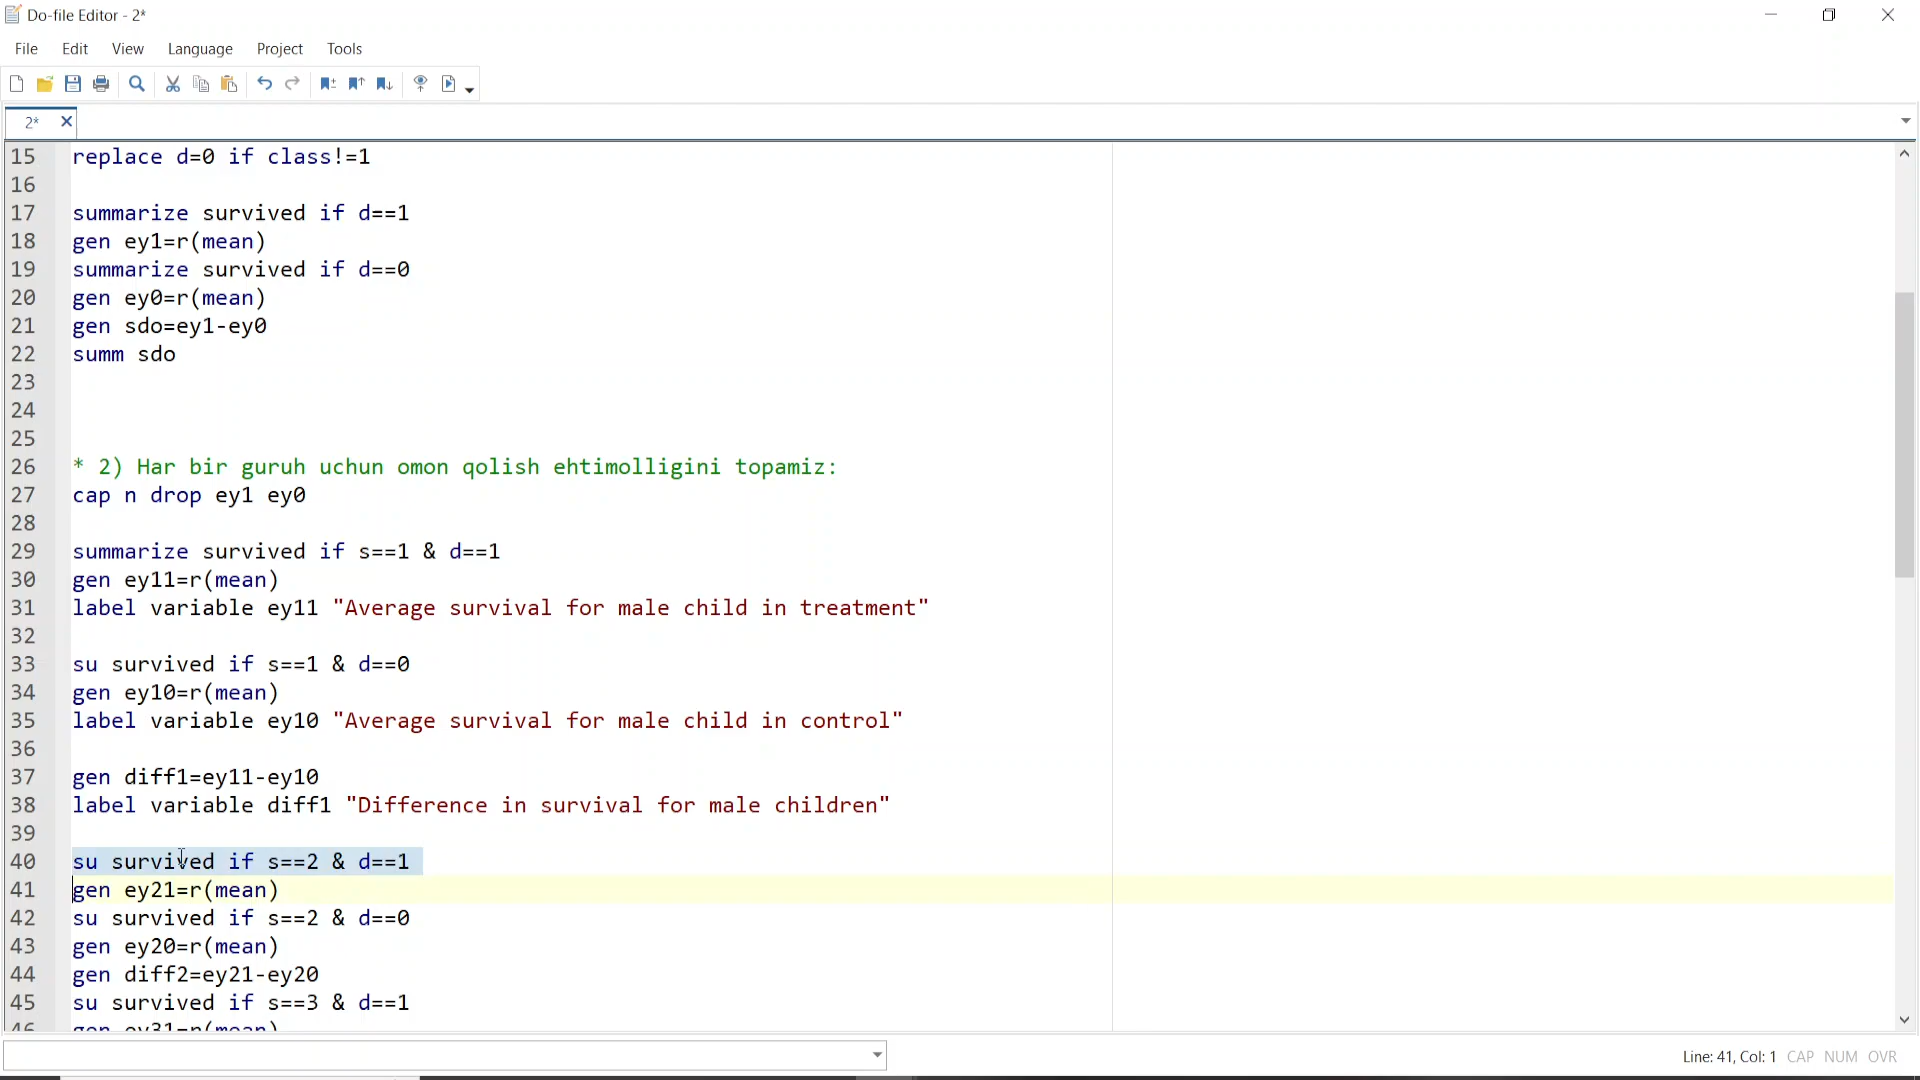 Do-file Editor - 2*
File Edit View Language Project Tools
2*
15 replace d=0 if class!=1
16
17 summarize survived if d==1
18 gen ey1=r(mean)
19 summarize survived if d==0
20 gen ey0=r(mean)
21 gen sdo=ey1-ey0
22 summ sdo
23
24
25
26 * 2) Har bir guruh uchun omon qolish ehtimolligini topamiz:
27 cap n drop ey1 ey0
28
29 summarize survived if s==1 & d==1
30 gen ey11=r(mean)
31 label variable ey11 "Average survival for male child in treatment"
32
33 su survived if s==1 & d==0
34 gen ey10=r(mean)
35 label variable ey10 "Average survival for male child in control"
36
37 gen diff1=ey11-ey10
38 label variable diff1 "Difference in survival for male children"
39
40 su survived if s==2 & d==1
41 gen ey21=r(mean)
42 su survived if s==2 & d==0
43 gen ey20=r(mean)
44 gen diff2=ey21-ey20
45 su survived if s==3 & d==1
46 gen ey31=r(mean)
Line: 41, Col: 1 CAP NUM OVR